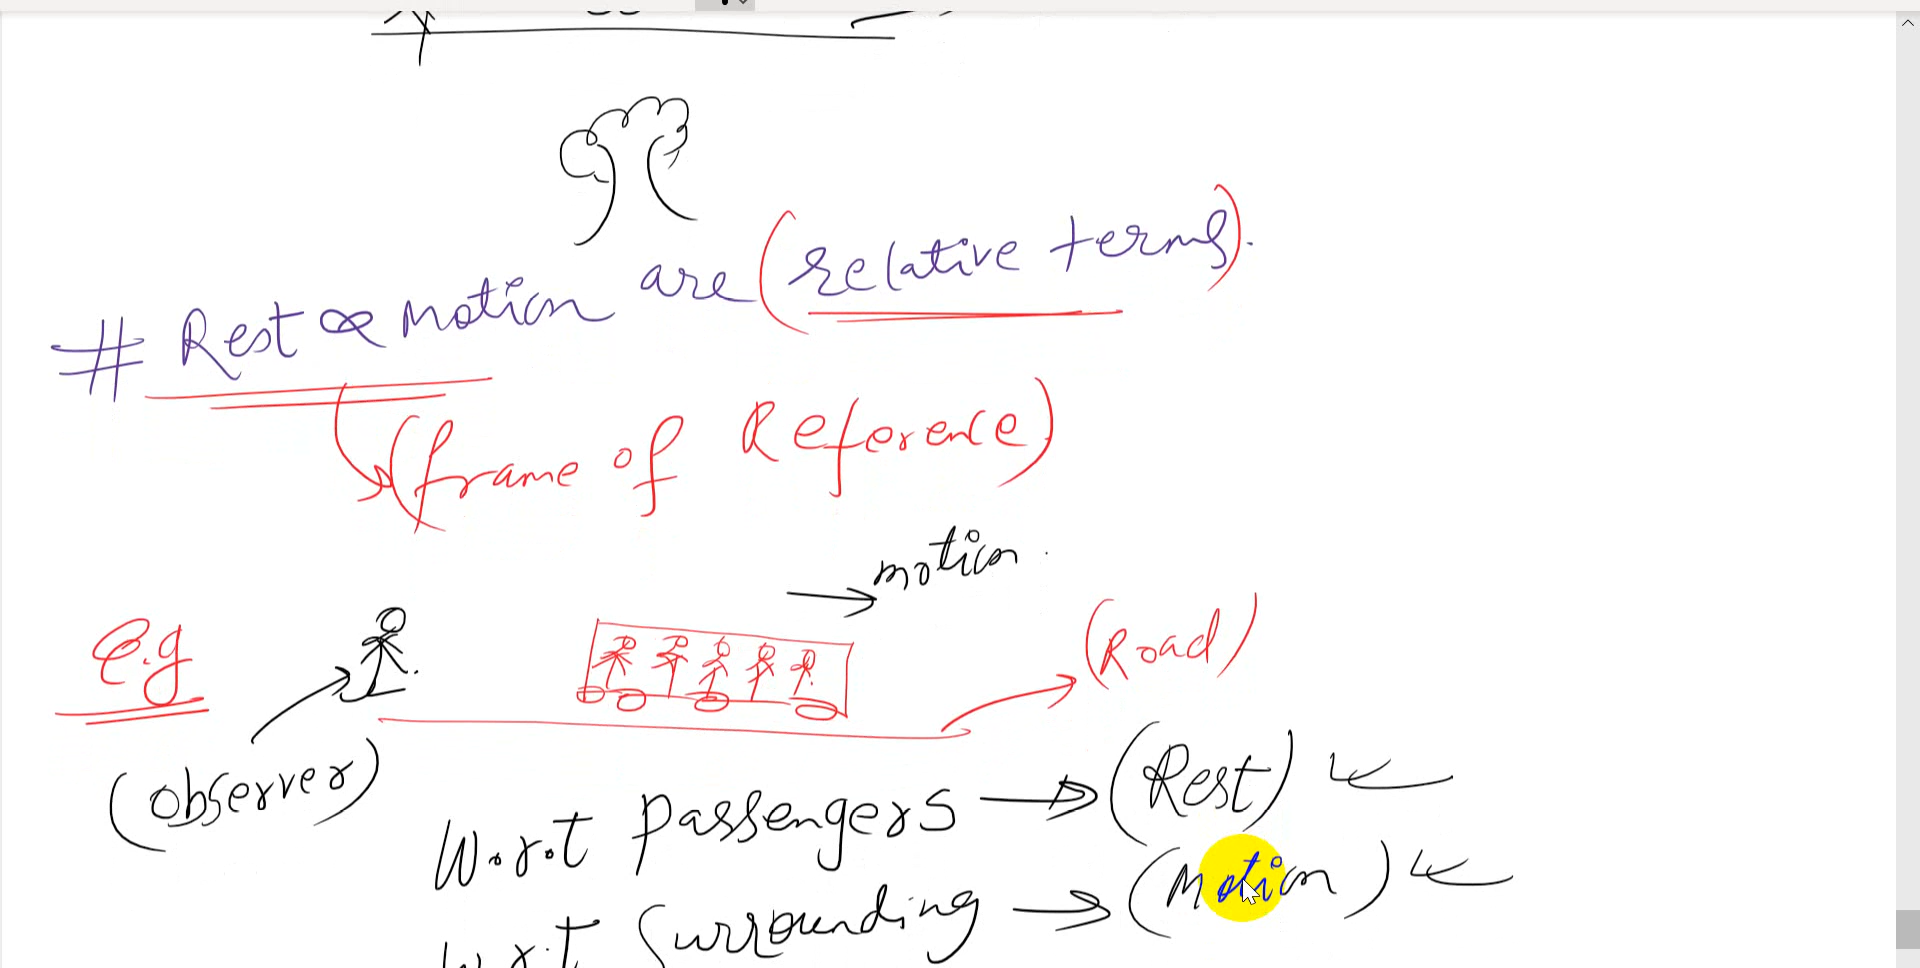 # Rest & Motion are (relative terms).
(frame of Reference)
motion
e.g
(Road)
(observer)
W.r.t passengers → (Rest)
W.r.t Surrounding → (Motion)